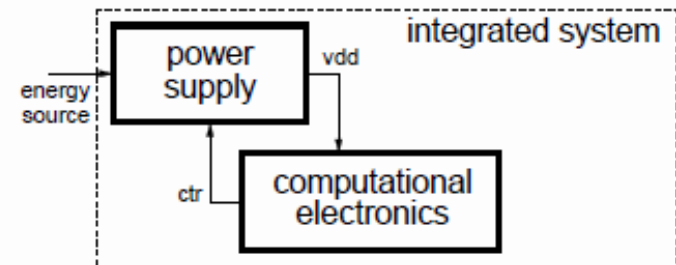 integrated system
power
supply
vdd
energy
source
ctr
computational
electronics